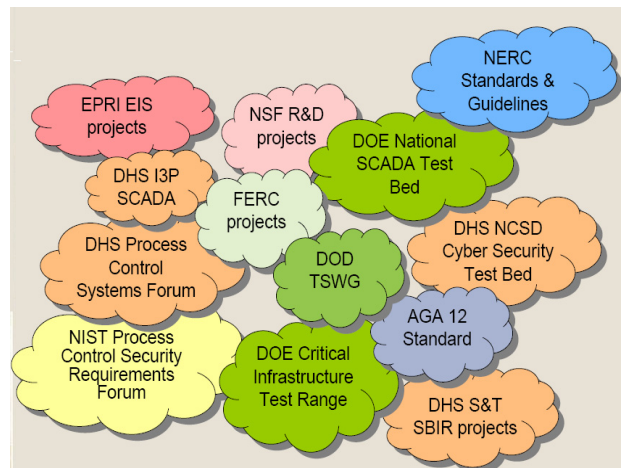 NERC
Standards &
Guidelines
EPRI EIS
projects
NSF R&D
projects
DOE National
SCADA Test
Bed
DHS I3P
SCADA
FERC
projects
DHS Process
Control
Systems Forum
DHS NCSD
Cyber Security
Test Bed
DOD
TSWG
AGA 12
Standard
NIST Process
Control Security
Requirements
Forum
DOE Critical
Infrastructure
Test Range
DHS S&T
SBIR projects